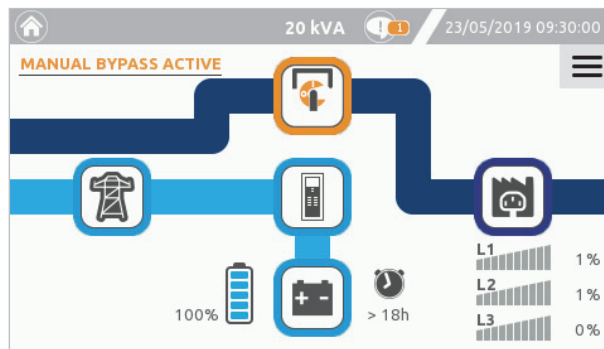 20 kVA
1
23/05/2019 09:30:00
MANUAL BYPASS ACTIVE
L1
1%
L2
1%
100%
> 18h
L3
0%